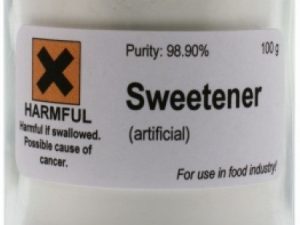 Purity: 98.90%
100 g
HARMFUL
Harmful if swallowed.
Possible cause of
cancer.
Sweetener
(artificial)
For use in food industry!